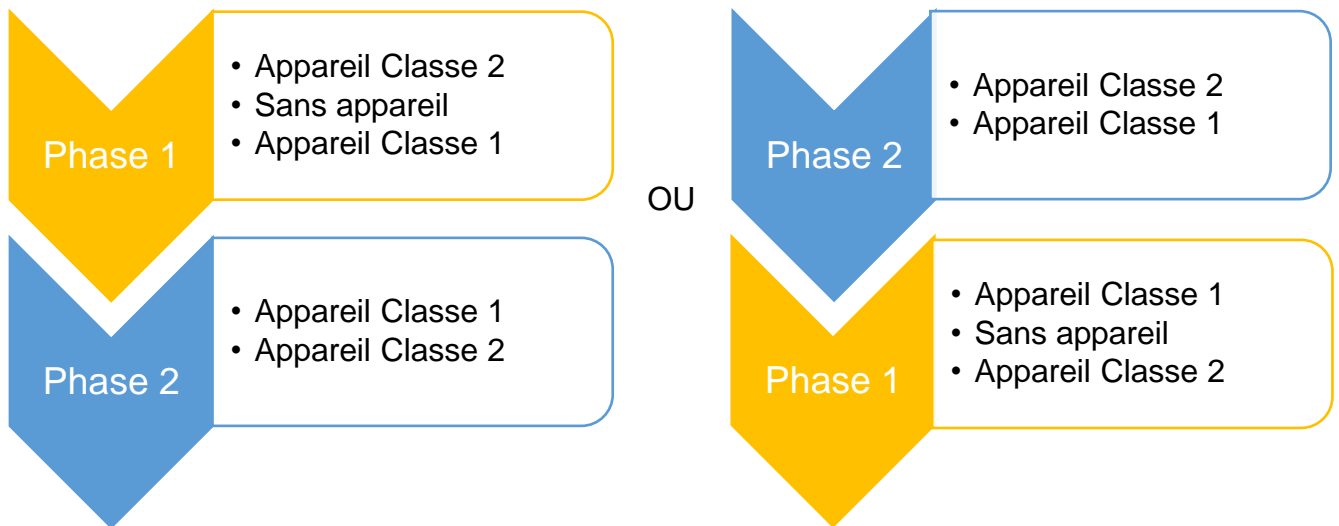 Phase 1
• Appareil Classe 2
• Sans appareil
• Appareil Classe 1
Phase 2
• Appareil Classe 1
• Appareil Classe 2
OU
Phase 2
• Appareil Classe 2
• Appareil Classe 1
Phase 1
• Appareil Classe 1
• Sans appareil
• Appareil Classe 2